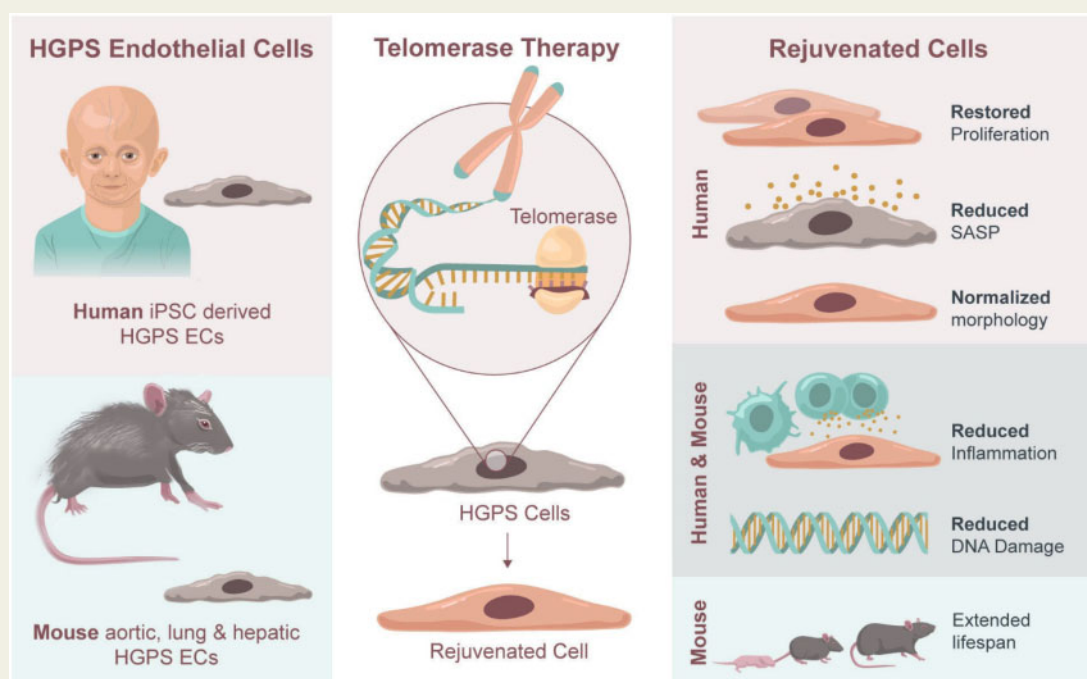 HGPS Endothelial Cells
Human iPSC derived
HGPS ECs
Mouse aortic, lung & hepatic
HGPS ECs
Telomerase Therapy
Telomerase
HGPS Cells
Rejuvenated Cell
Rejuvenated Cells
Human
Restored
Proliferation
Reduced
SASP
Normalized
morphology
Human & Mouse
Reduced
Inflammation
Reduced
DNA Damage
Mouse
Extended
lifespan